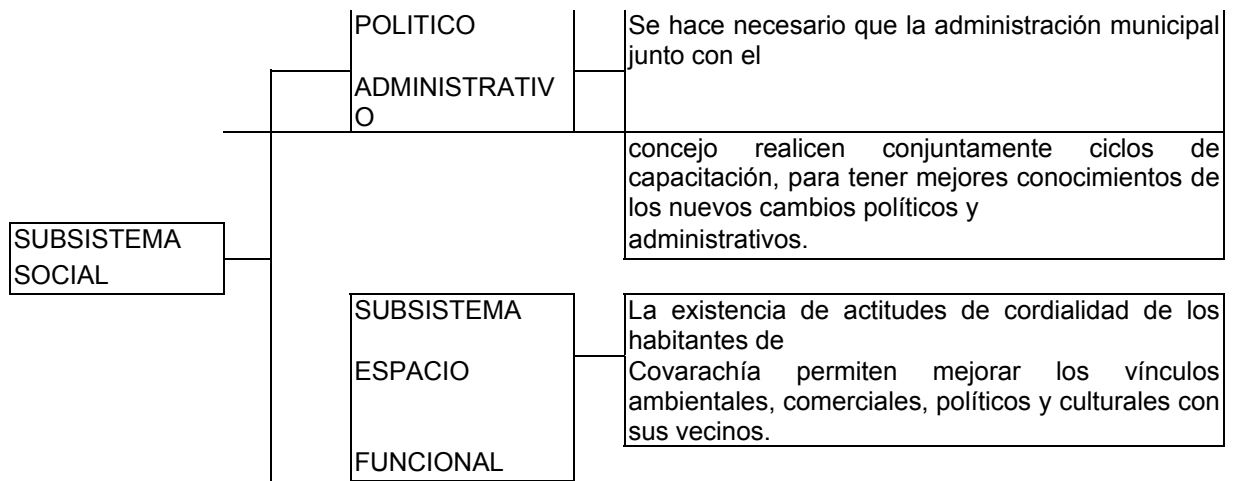 POLITICO
ADMINISTRATIV
O
Se hace necesario que la administración municipal
junto con el
concejo realicen conjuntamente ciclos de
capacitación, para tener mejores conocimientos de
los nuevos cambios políticos y
administrativos.
SUBSISTEMA
SOCIAL
SUBSISTEMA
ESPACIO
FUNCIONAL
La existencia de actitudes de cordialidad de los
habitantes de
Covarachía permiten mejorar los vínculos
ambientales, comerciales, políticos y culturales con
sus vecinos.